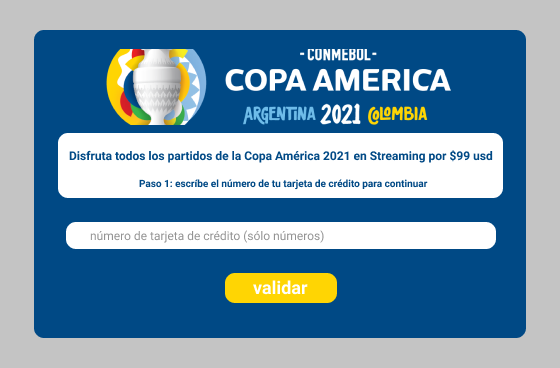 - CONMEBOL -
COPA AMERICA
ARGENTINA 2021 COLOMBIA
Disfruta todos los partidos de la Copa América 2021 en Streaming por $99 usd
Paso 1: escríbe el número de tu tarjeta de crédito para continuar
número de tarjeta de crédito (sólo números)
validar